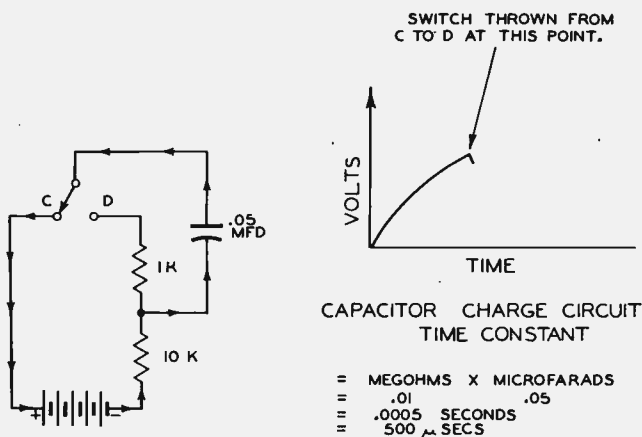 SWITCH THROWN FROM
C TO D AT THIS POINT.
C D
.05
MFD
1K
10 K
+ −
VOLTS
TIME
CAPACITOR CHARGE CIRCUIT
TIME CONSTANT
= MEGOHMS X MICROFARADS
= .01 .05
= .0005 SECONDS
= 500 μ SECS